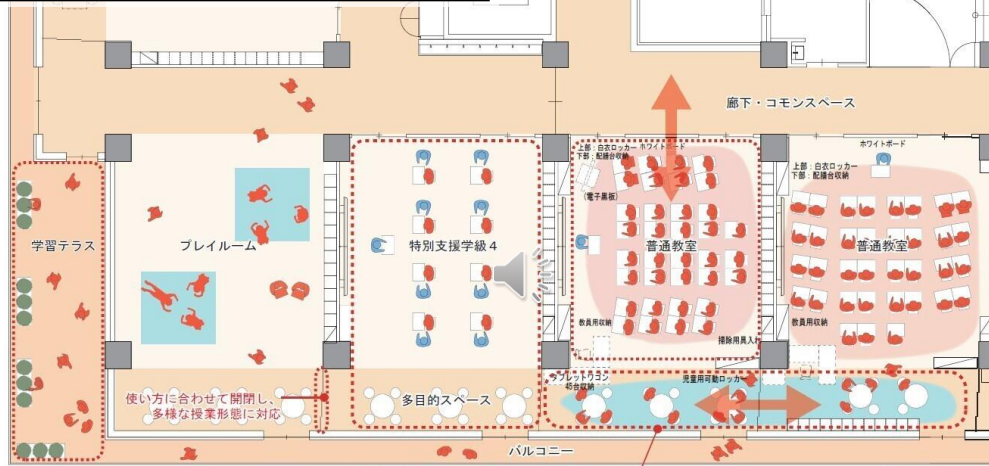 廊下・コモンスペース
上部：白衣ロッカー
下部：配膳台収納
ホワイトボード
(電子黒板)
ホワイトボード
上部：白衣ロッカー
下部：配膳台収納
学習テラス
プレイルーム
特別支援学級4
普通教室
普通教室
教員用収納
掃除用具入れ
教員用収納
タブレットワゴン
45台収納
児童用可動ロッカー
使い方に合わせて開閉し、
多様な授業形態に対応
多目的スペース
バルコニー